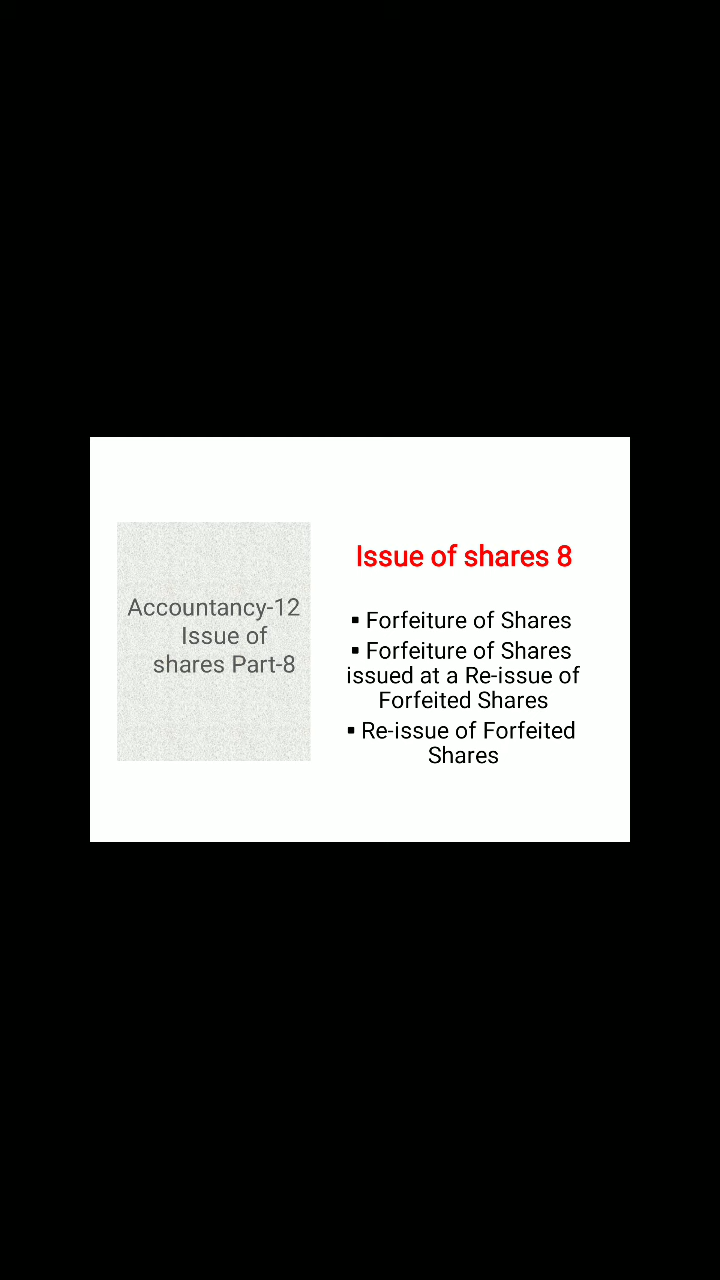 Accountancy-12
Issue of
shares Part-8
Issue of shares 8
▪ Forfeiture of Shares
▪ Forfeiture of Shares
issued at a Re-issue of
Forfeited Shares
▪ Re-issue of Forfeited
Shares